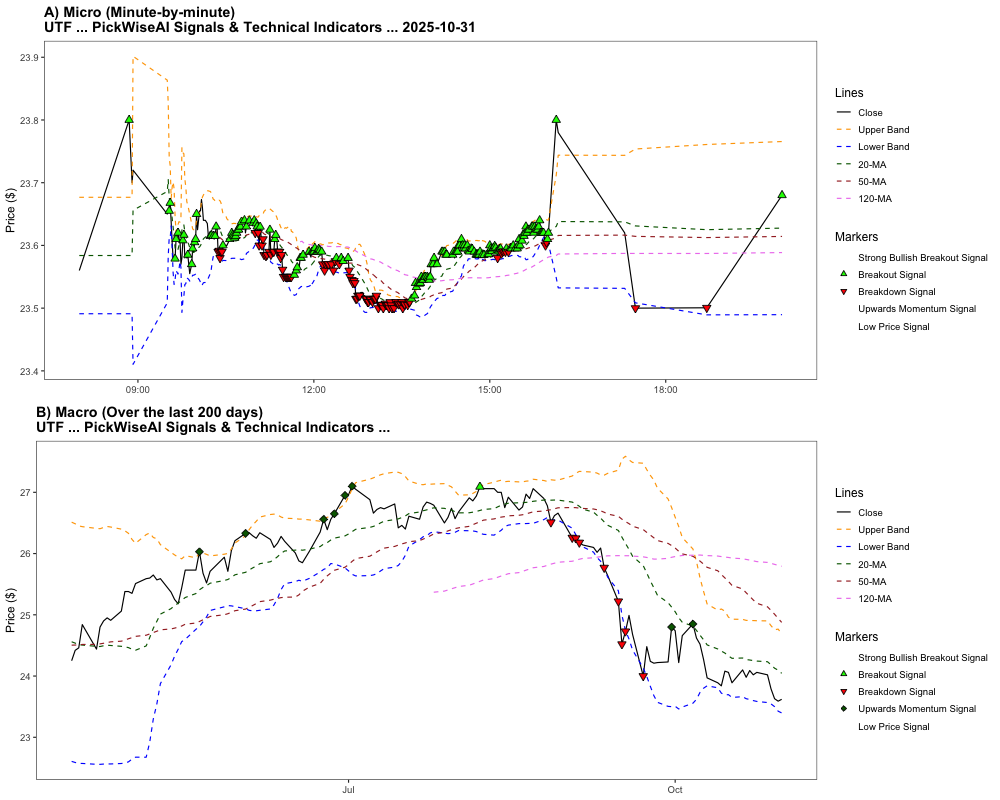 A) Micro (Minute-by-minute)
UTF ... PickWiseAI Signals & Technical Indicators ... 2025-10-31
Price ($)
23.9
23.8
23.7
23.6
23.5
23.4
09:00
12:00
15:00
18:00
Lines
Close
Upper Band
Lower Band
20-MA
50-MA
120-MA
Markers
Strong Bullish Breakout Signal
Breakout Signal
Breakdown Signal
Upwards Momentum Signal
Low Price Signal
B) Macro (Over the last 200 days)
UTF ... PickWiseAI Signals & Technical Indicators ...
Price ($)
27
26
25
24
23
Jul
Oct
Lines
Close
Upper Band
Lower Band
20-MA
50-MA
120-MA
Markers
Strong Bullish Breakout Signal
Breakout Signal
Breakdown Signal
Upwards Momentum Signal
Low Price Signal